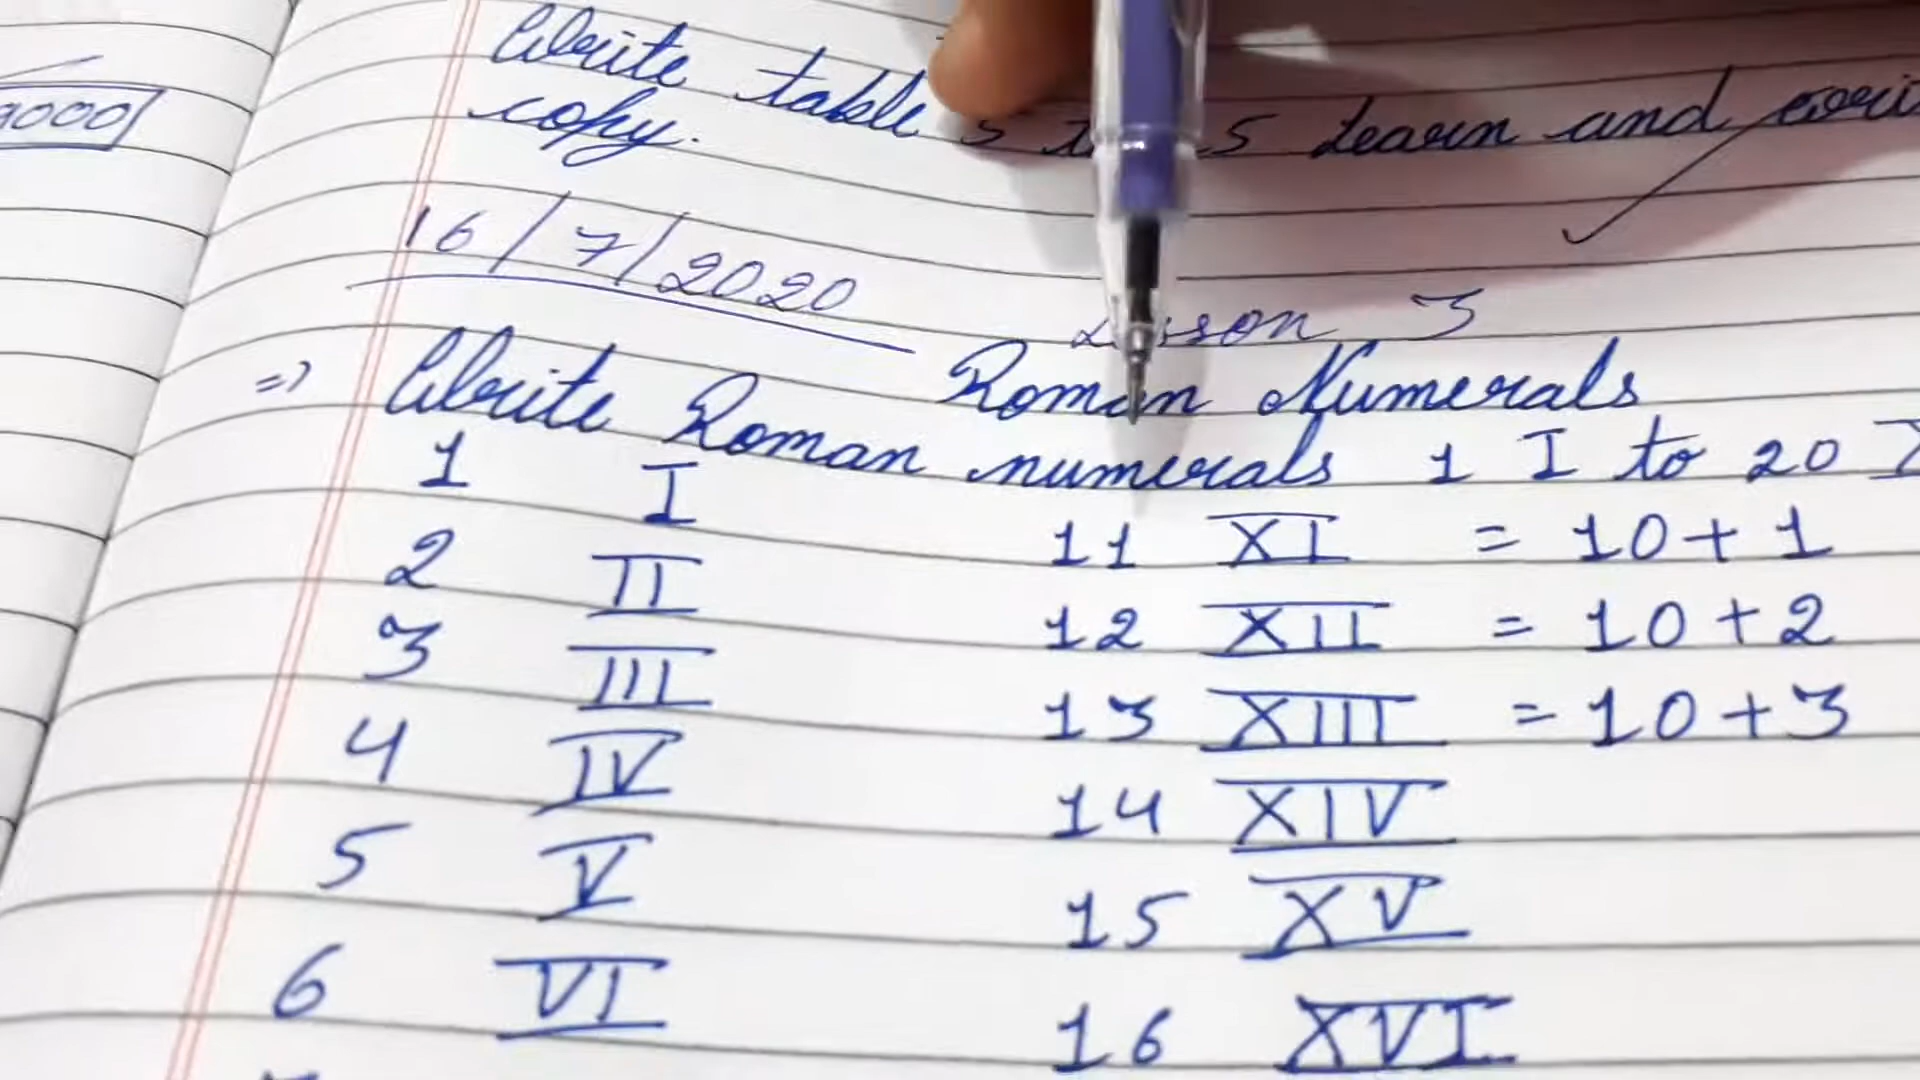 9000
Write table 5 Learn and
copy.
16/7/2020
Lesson 3
Roman Numerals
=) Write Roman numerals 1 I to 20
1 I
2 II
3 III
4 IV
5 V
6 VI
11 XI = 10+1
12 XII = 10+2
13 XIII = 10+3
14 XIV
15 XV
16 XVI